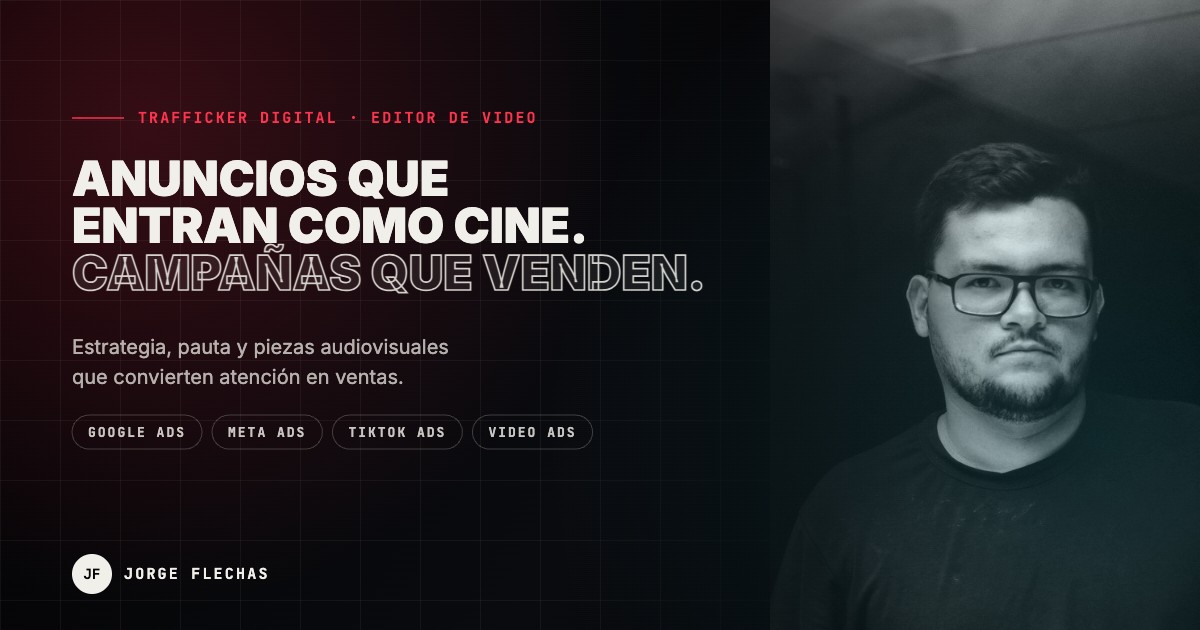 TRAFFICKER DIGITAL · EDITOR DE VIDEO
ANUNCIOS QUE
ENTRAN COMO CINE.
CAMPAÑAS QUE VENDEN.
Estrategia, pauta y piezas audiovisuales
que convierten atención en ventas.
GOOGLE ADS META ADS TIKTOK ADS VIDEO ADS
JF JORGE FLECHAS